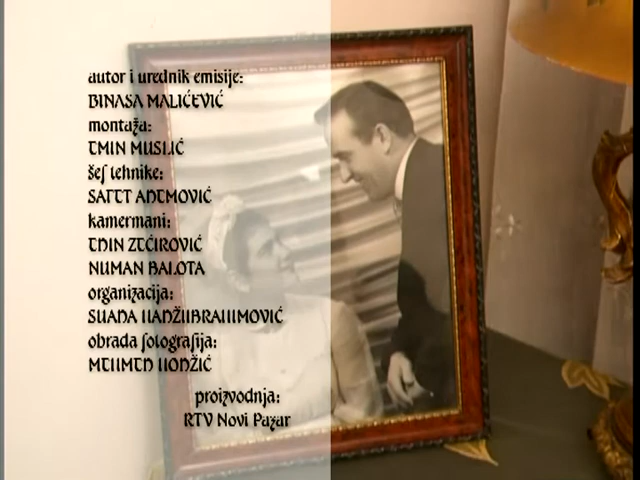 autor i urednik emisije:
BINASA MALIĆEVIĆ
montaža:
EMIN MUSLIĆ
šef tehnike:
SAFET ADEMOVIĆ
kamermani:
EDIN ZEĆIROVIĆ
NUMAN BALOTA
organizacija:
SUADA HADŽIIBRAHIMOVIĆ
obrada fotografija:
MEHMED HODŽIĆ
proizvodnja:
RTV Novi Pazar